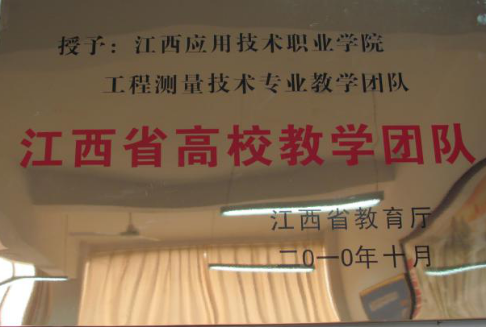 授予：江西应用技术职业学院
工程测量技术专业教学团队
江西省高校教学团队
江西省教育厅
二0一0年十月